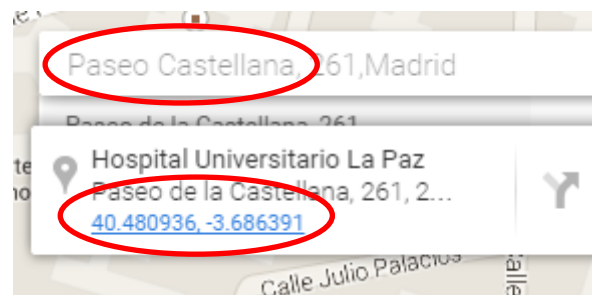 Paseo Castellana, 261,Madrid
Paseo de la Castellana, 261
Hospital Universitario La Paz
Paseo de la Castellana, 261, 2...
40.480936, -3.686391
Calle Julio Palacios
alle